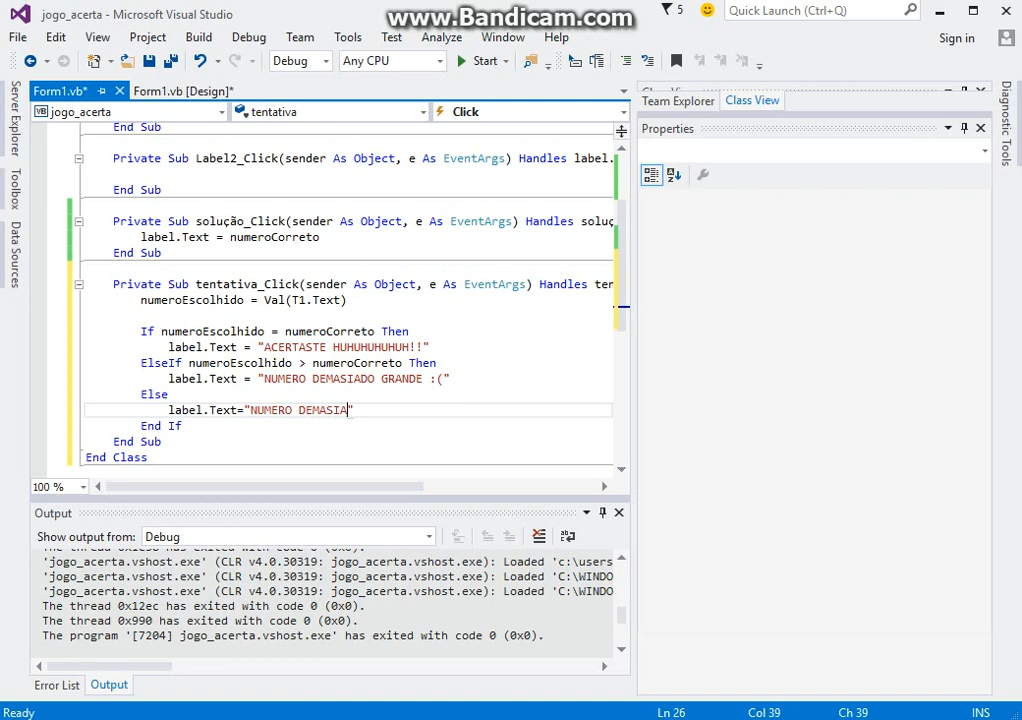 jogo_acerta - Microsoft Visual Studio
www.Bandicam.com
5
Quick Launch (Ctrl+Q)
File Edit View Project Build Debug Team Tools Test Analyze Window Help
Sign in
Debug
Any CPU
Start
Server Explorer
Toolbox
Data Sources
Form1.vb*
Form1.vb [Design]*
jogo_acerta
tentativa
Click
End Sub
Private Sub Label2_Click(sender As Object, e As EventArgs) Handles label.
End Sub
Private Sub solução_Click(sender As Object, e As EventArgs) Handles soluç
label.Text = numeroCorreto
End Sub
Private Sub tentativa_Click(sender As Object, e As EventArgs) Handles ten
numeroEscolhido = Val(T1.Text)
If numeroEscolhido = numeroCorreto Then
label.Text = "ACERTASTE HUHUHUHUHUH!!"
ElseIf numeroEscolhido > numeroCorreto Then
label.Text = "NUMERO DEMASIADO GRANDE :("
Else
label.Text="NUMERO DEMASIA"
End If
End Sub
End Class
100 %
Output
Show output from: Debug
'jogo_acerta.vshost.exe' (CLR v4.0.30319: jogo_acerta.vshost.exe): Loaded 'c:\users
'jogo_acerta.vshost.exe' (CLR v4.0.30319: jogo_acerta.vshost.exe): Loaded 'C:\WINDO
'jogo_acerta.vshost.exe' (CLR v4.0.30319: jogo_acerta.vshost.exe): Loaded 'C:\WINDO
The thread 0x12ec has exited with code 0 (0x0).
The thread 0x990 has exited with code 0 (0x0).
The program '[7204] jogo_acerta.vshost.exe' has exited with code 0 (0x0).
Error List
Output
Team Explorer
Class View
Properties
Diagnostic Tools
Ready
Ln 26
Col 39
Ch 39
INS